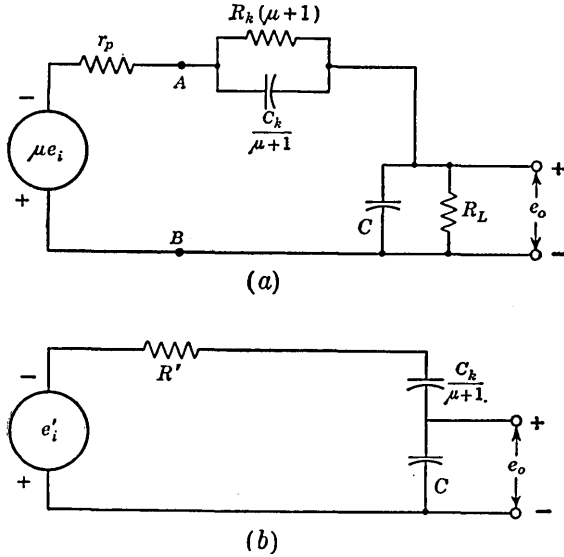 R_k(μ+1)
r_p
A
C_k/μ+1
−
μe_i
+
B
C
R_L
+
e_o
−
(a)
−
R'
C_k/μ+1.
e'_i
+
C
+
e_o
−
(b)